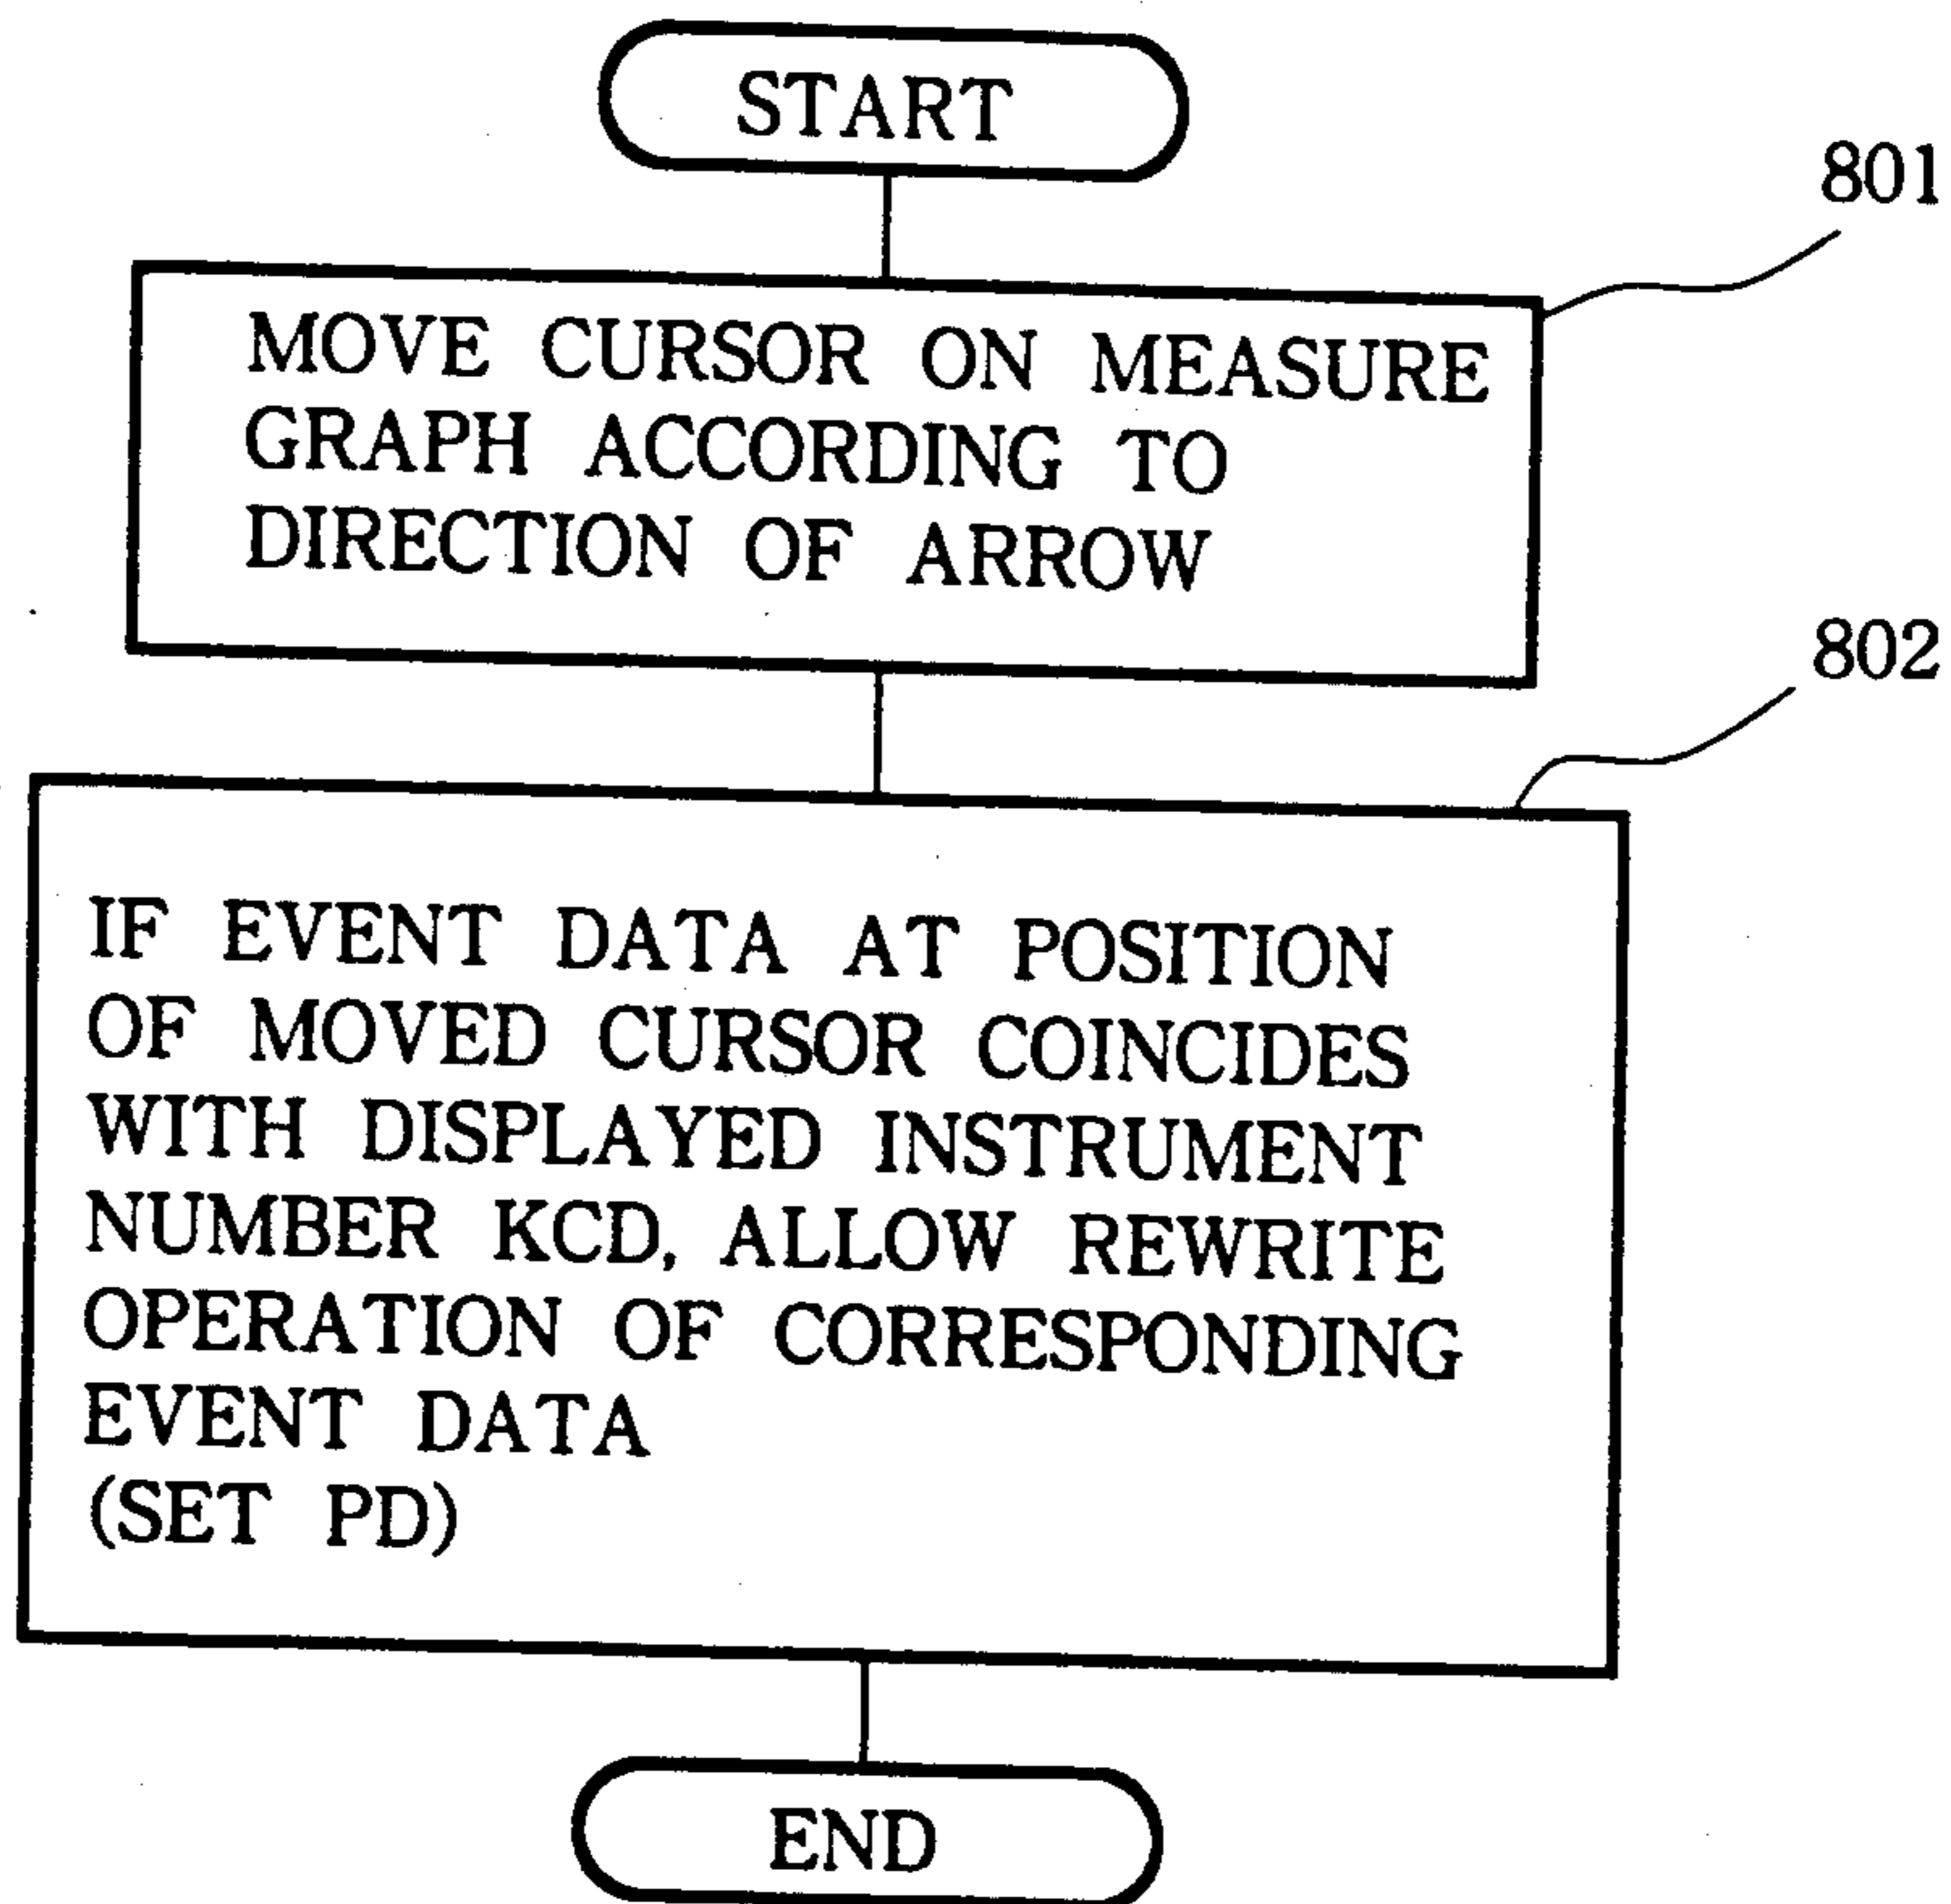 START
801
MOVE CURSOR ON MEASURE
GRAPH ACCORDING TO
DIRECTION OF ARROW
802
IF EVENT DATA AT POSITION
OF MOVED CURSOR COINCIDES
WITH DISPLAYED INSTRUMENT
NUMBER KCD, ALLOW REWRITE
OPERATION OF CORRESPONDING
EVENT DATA
(SET PD)
END